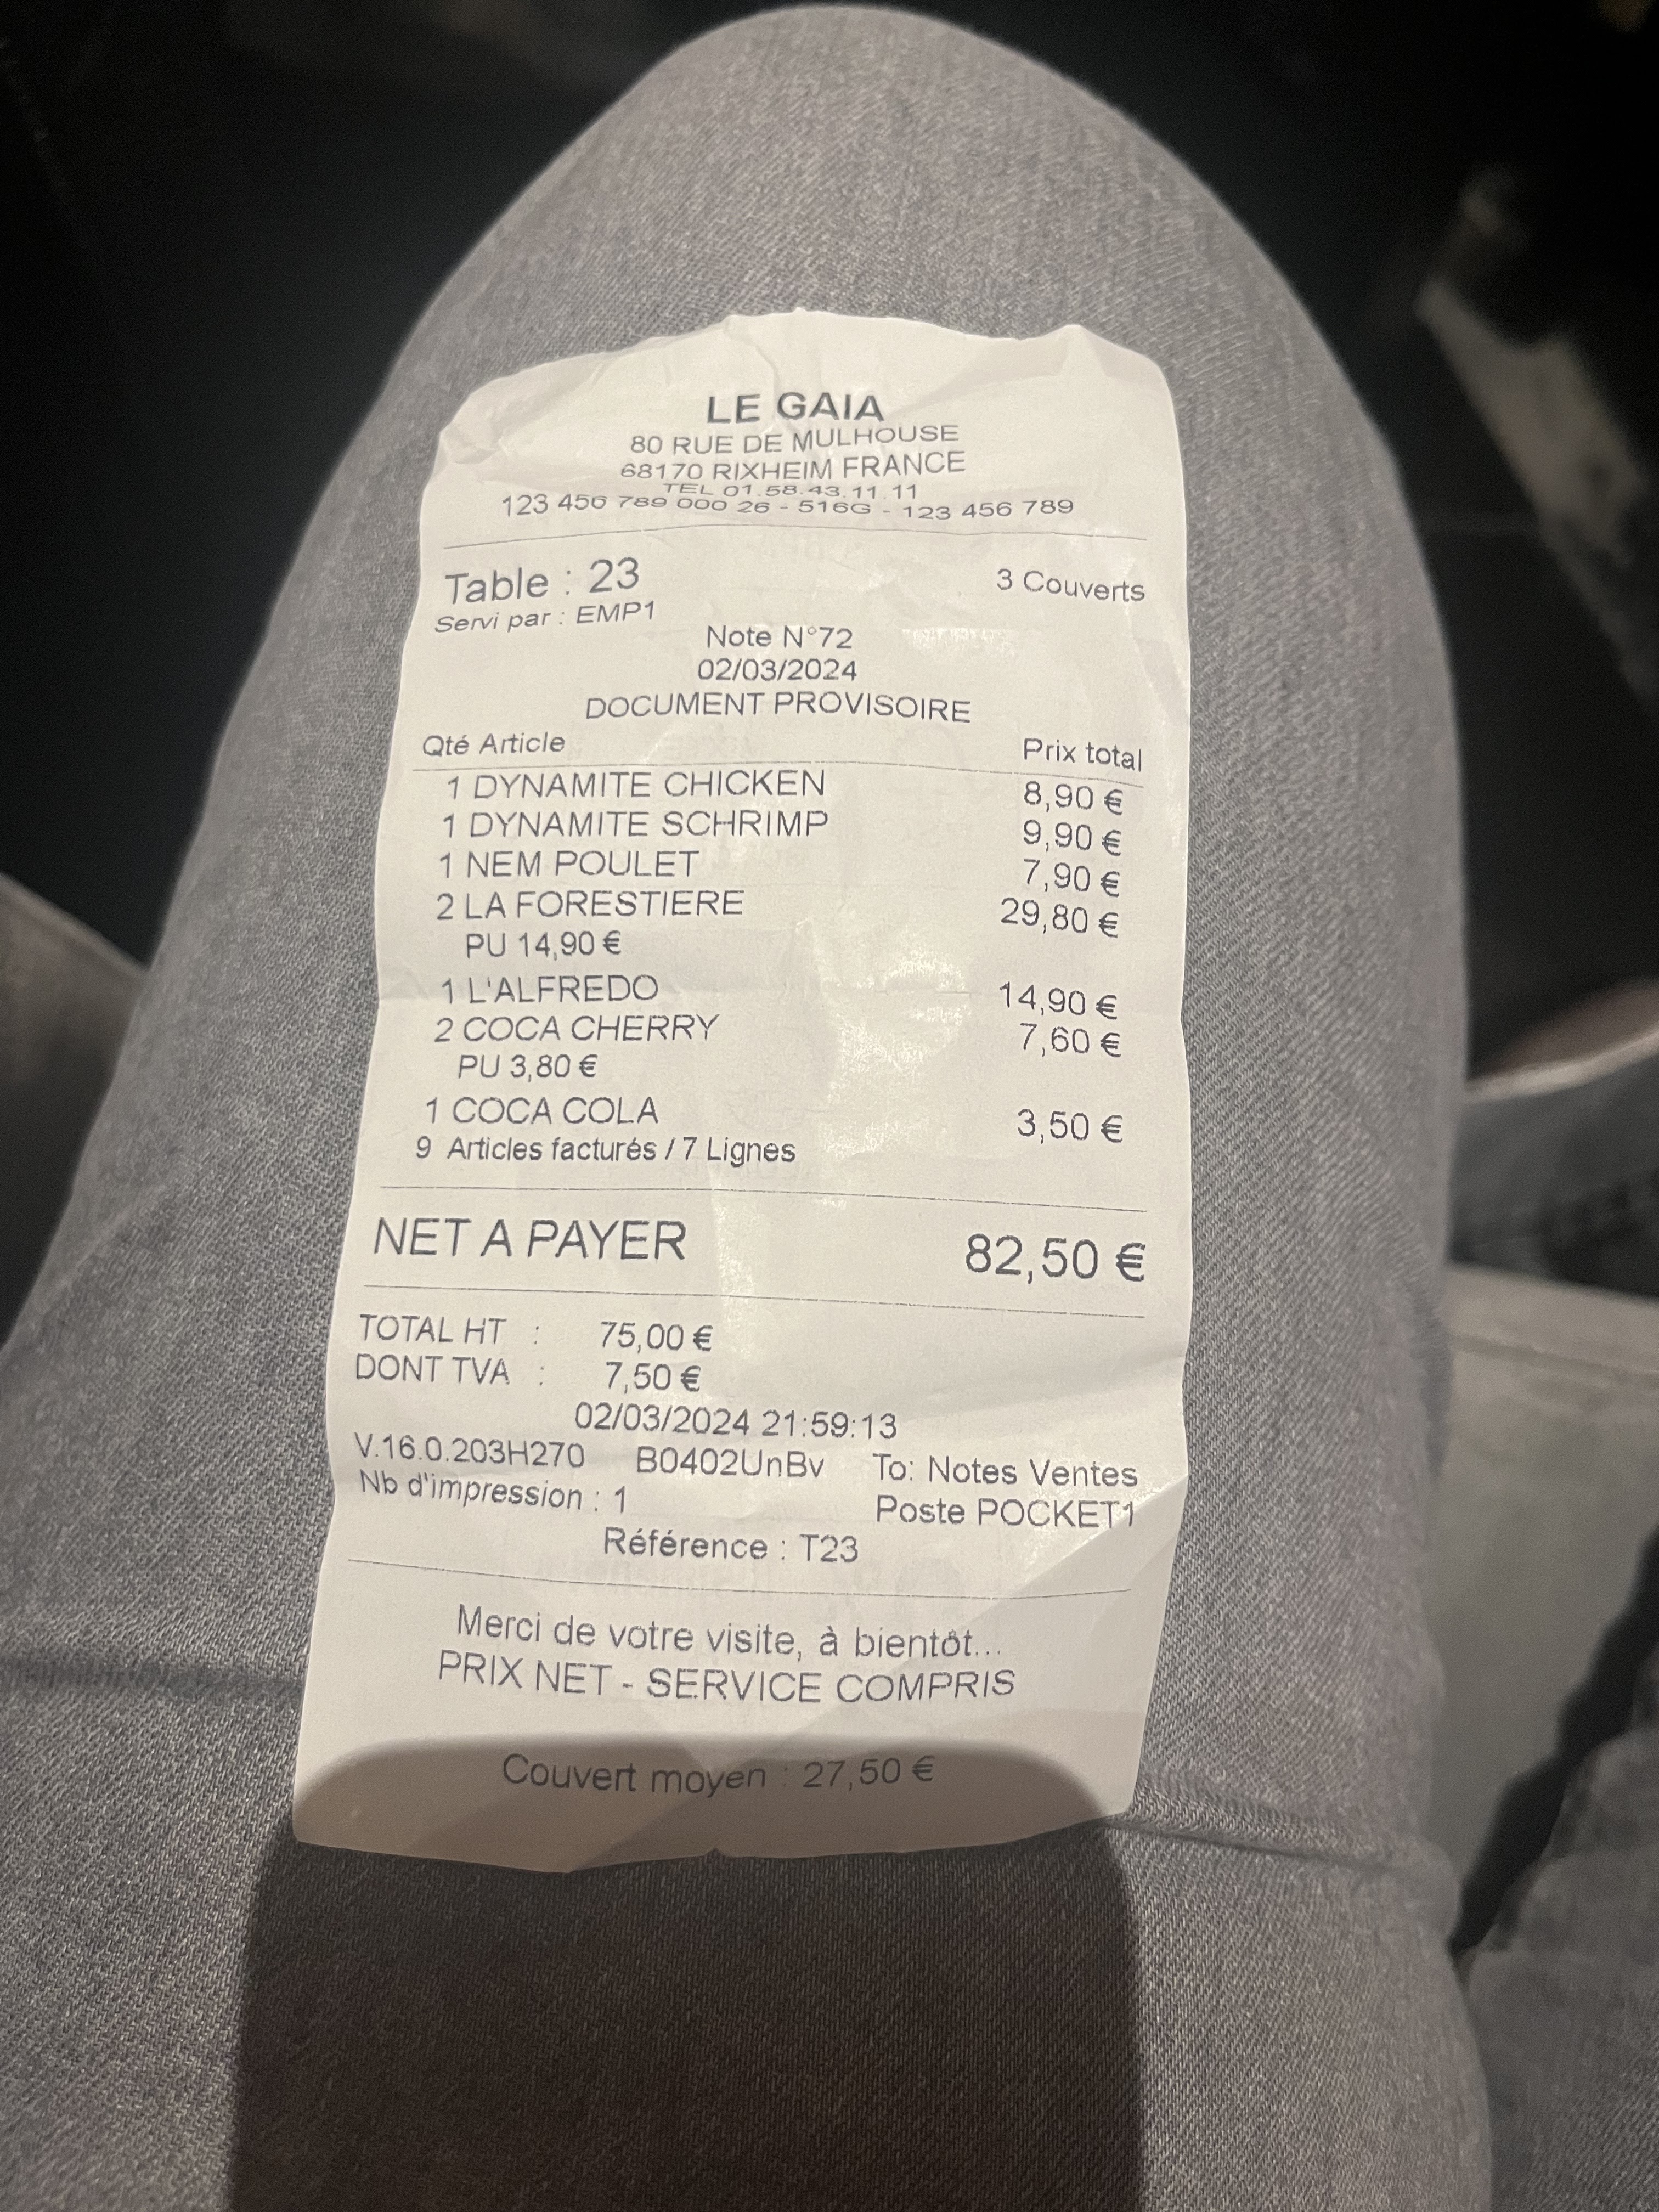 LE GAIA
80 RUE DE MULHOUSE
68170 RIXHEIM FRANCE
TEL 01.58.43.11.11
123 456 789 000 26 - 516G - 123 456 789
Table : 23 3 Couverts
Servi par : EMP1
Note N°72
02/03/2024
DOCUMENT PROVISOIRE
Qté Article Prix total
1 DYNAMITE CHICKEN 8,90 €
1 DYNAMITE SCHRIMP 9,90 €
1 NEM POULET 7,90 €
2 LA FORESTIERE 29,80 €
PU 14,90 €
1 L'ALFREDO 14,90 €
2 COCA CHERRY 7,60 €
PU 3,80 €
1 COCA COLA 3,50 €
9 Articles facturés / 7 Lignes
NET A PAYER 82,50 €
TOTAL HT : 75,00 €
DONT TVA : 7,50 €
02/03/2024 21:59:13
V.16.0.203H270 B0402UnBv To: Notes Ventes
Nb d'impression : 1 Poste POCKET1
Référence : T23
Merci de votre visite, à bientôt...
PRIX NET - SERVICE COMPRIS
Couvert moyen : 27,50 €